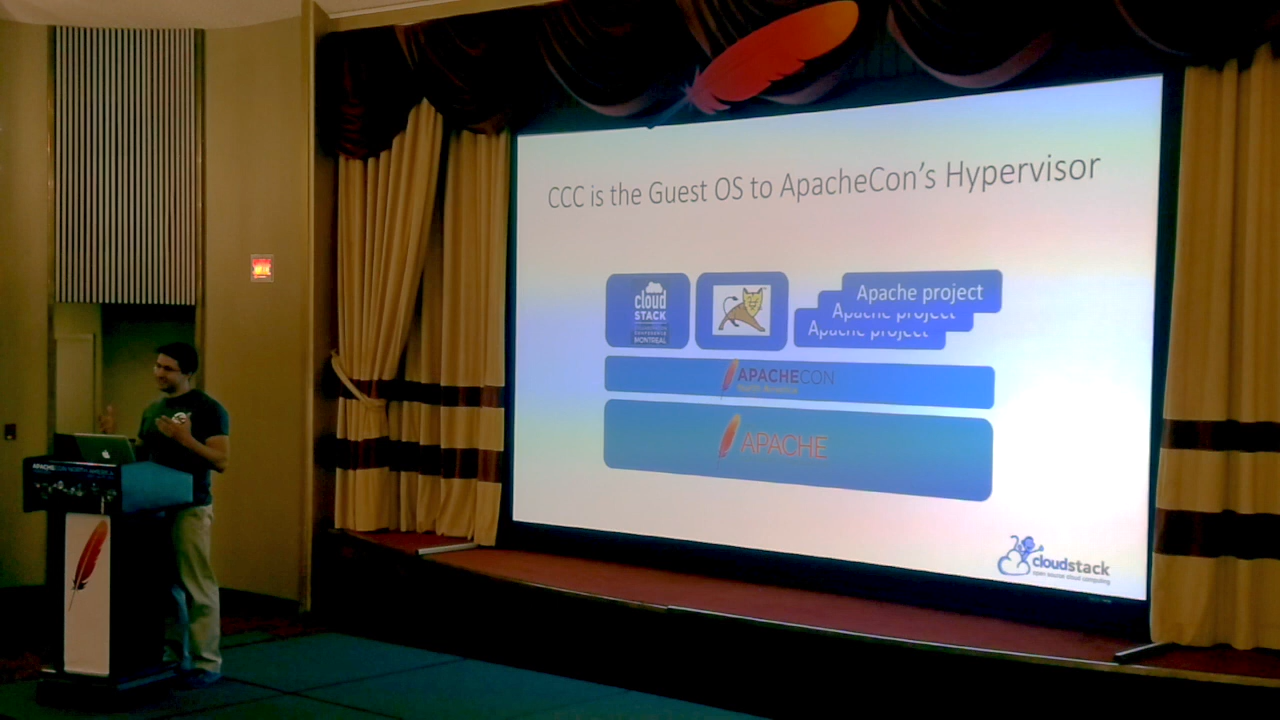 CCC is the Guest OS to ApacheCon's Hypervisor
cloud
STACK
MONTREAL
Apache project
Apache project
Apache project
APACHECON
APACHE
cloudstack
open source cloud computing
APACHECON NORTH AMERICA